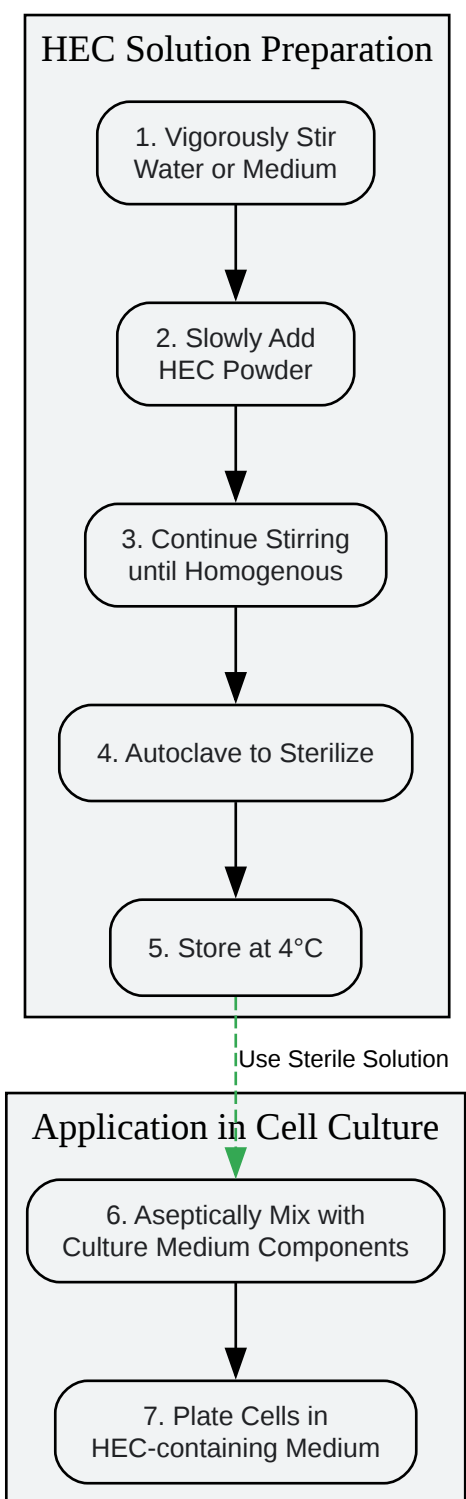 HEC Solution Preparation
1. Vigorously Stir
Water or Medium
2. Slowly Add
HEC Powder
3. Continue Stirring
until Homogenous
4. Autoclave to Sterilize
5. Store at 4°C
Use Sterile Solution
Application in Cell Culture
6. Aseptically Mix with
Culture Medium Components
7. Plate Cells in
HEC-containing Medium